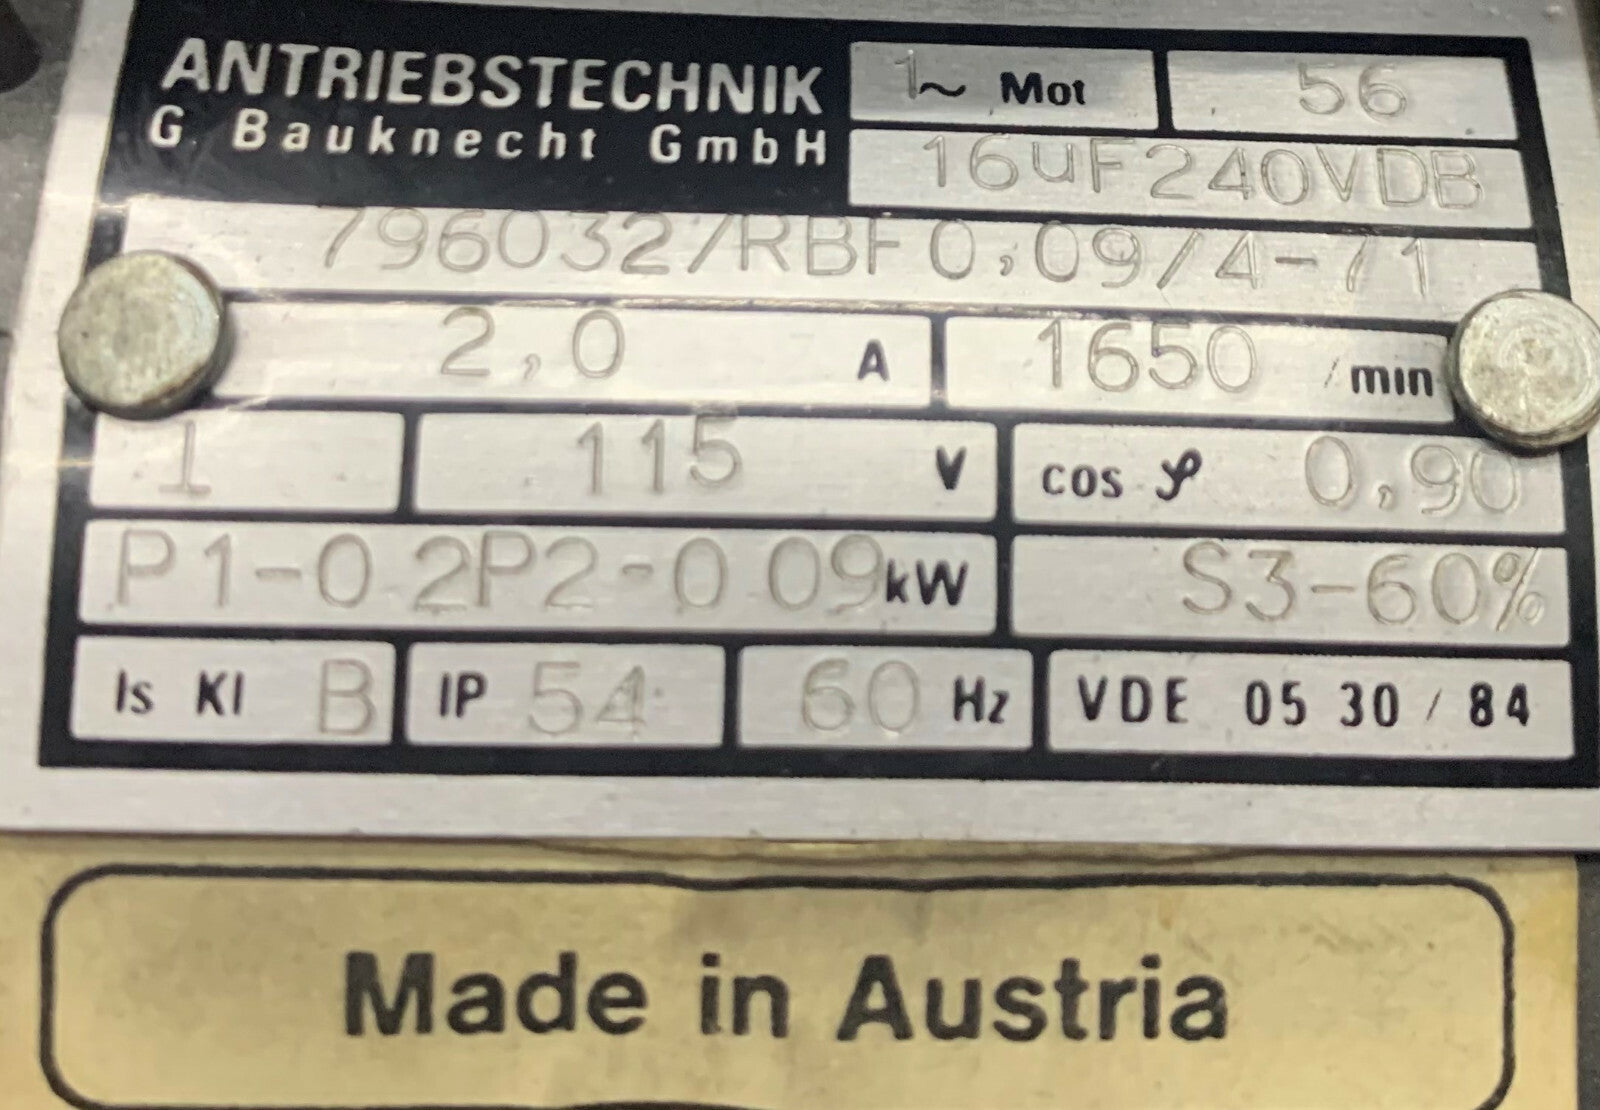 ANTRIEBSTECHNIK
G. Bauknecht GmbH
1~ Mot 56
16uF240VDB
796032/RBF0,09/4-71
2,0 A 1650 /min
1 115 V cos φ 0,90
P1-0 2P2-0 09kW S3-60%
Is Kl B IP 54 60 Hz VDE 05 30 / 84
Made in Austria